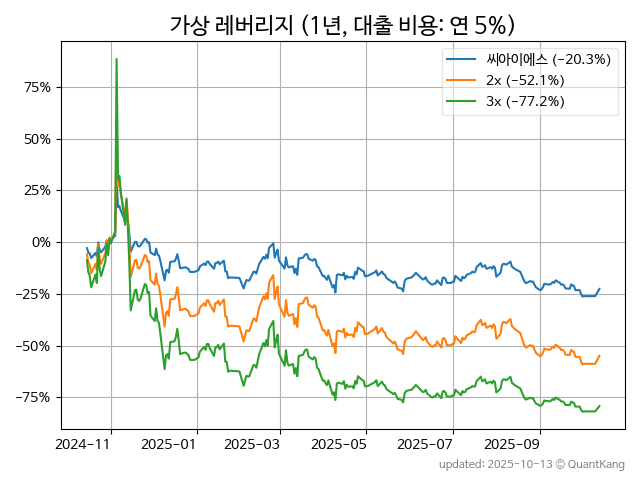 가상 레버리지 (1년, 대출 비용: 연 5%)
씨아이에스 (−20.3%)
2x (−52.1%)
3x (−77.2%)
75%
50%
25%
0%
−25%
−50%
−75%
2024-11 2025-01 2025-03 2025-05 2025-07 2025-09
updated: 2025-10-13 © QuantKang